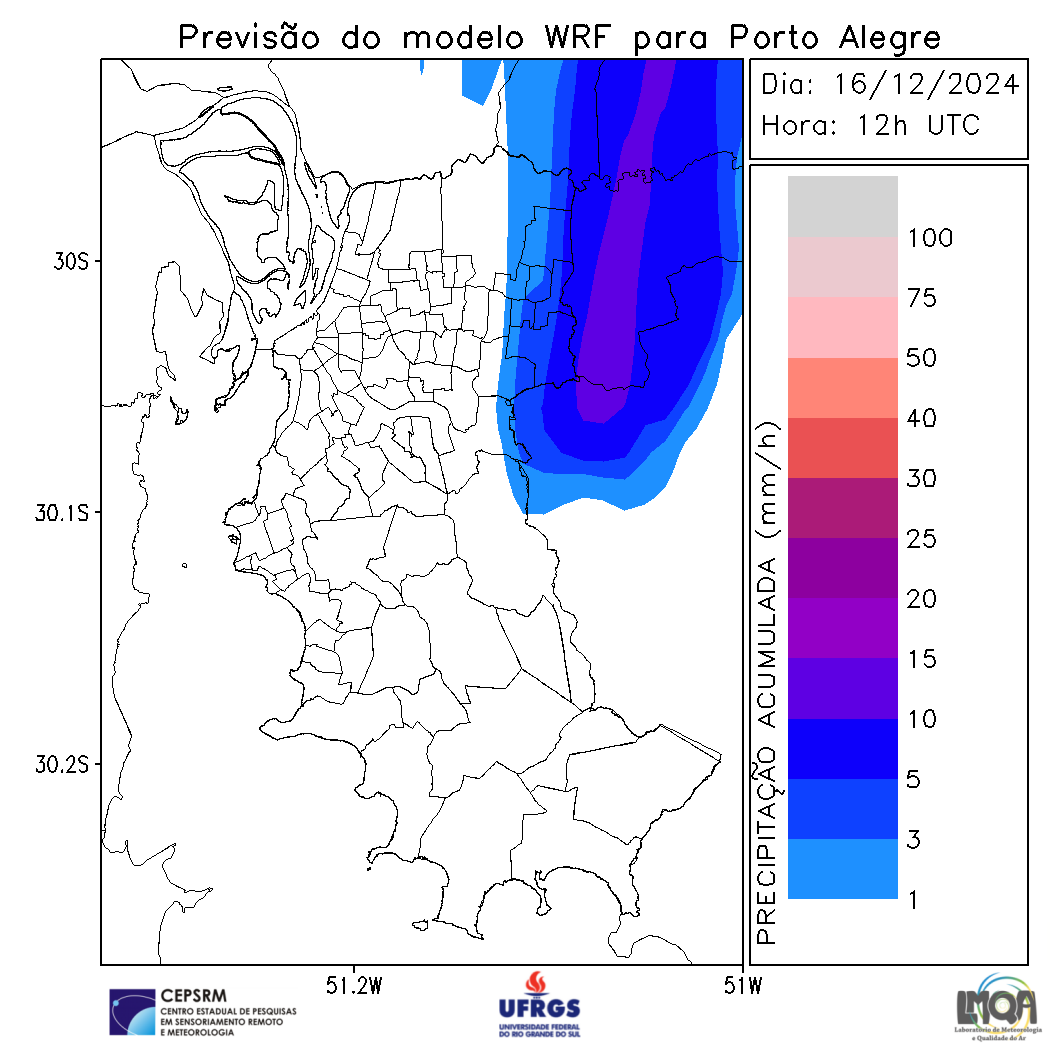 Previsão do modelo WRF para Porto Alegre
Dia: 16/12/2024
Hora: 12h UTC
30S
30.1S
30.2S
51.2W
51W
PRECIPITAÇÃO ACUMULADA (mm/h)
100
75
50
40
30
25
20
15
10
5
3
1
CEPSRM
CENTRO ESTADUAL DE PESQUISAS
EM SENSORIAMENTO REMOTO
E METEOROLOGIA
UFRGS
UNIVERSIDADE FEDERAL
DO RIO GRANDE DO SUL
LMQA
Laboratório de Meteorologia
e Qualidade do Ar